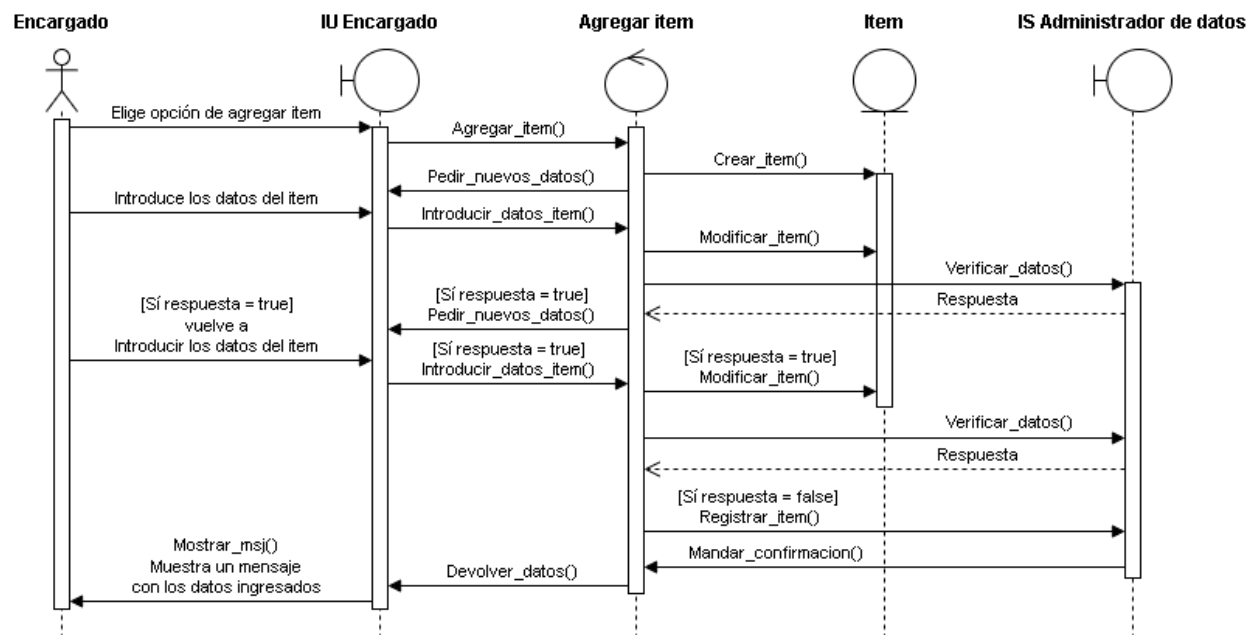 Encargado
IU Encargado
Agregar item
Item
IS Administrador de datos
Elige opción de agregar item
Agregar_item()
Crear_item()
Pedir_nuevos_datos()
Introduce los datos del item
Introducir_datos_item()
Modificar_item()
Verificar_datos()
Respuesta
[Sí respuesta = true]
Pedir_nuevos_datos()
[Sí respuesta = true]
vuelve a
Introducir los datos del item
[Sí respuesta = true]
Introducir_datos_item()
[Sí respuesta = true]
Modificar_item()
Verificar_datos()
Respuesta
[Sí respuesta = false]
Registrar_item()
Mandar_confirmacion()
Devolver_datos()
Mostrar_msj()
Muestra un mensaje
con los datos ingresados